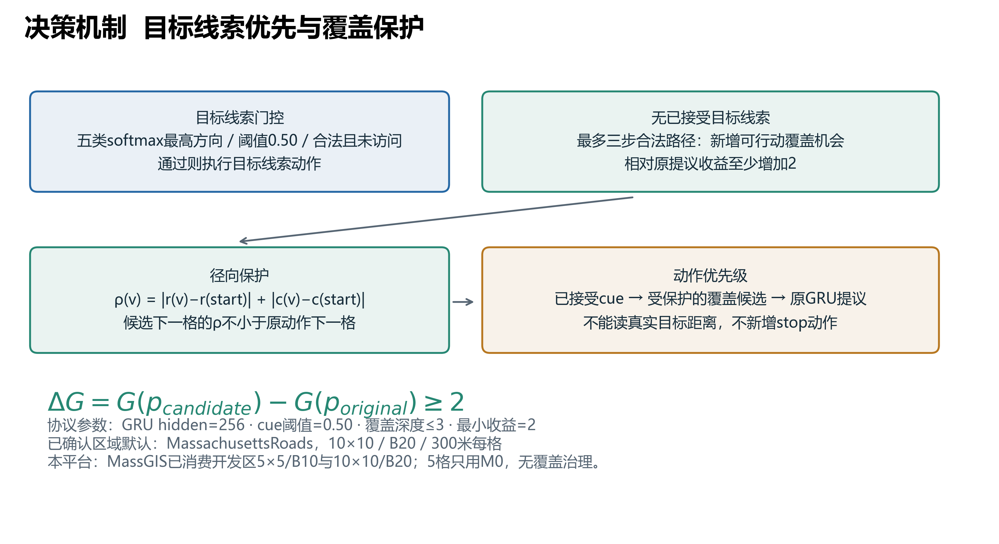 决策机制 目标线索优先与覆盖保护
目标线索门控
五类softmax最高方向 / 阈值0.50 / 合法且未访问
通过则执行目标线索动作
无已接受目标线索
最多三步合法路径：新增可行动覆盖机会
相对原提议收益至少增加2
径向保护
ρ(v) = |r(v)−r(start)| + |c(v)−c(start)|
候选下一格的ρ不小于原动作下一格
动作优先级
已接受cue → 受保护的覆盖候选 → 原GRU提议
不能读真实目标距离，不新增stop动作
ΔG = G(p_candidate) − G(p_original) ≥ 2
协议参数：GRU hidden=256 · cue阈值=0.50 · 覆盖深度≤3 · 最小收益=2
已确认区域默认：MassachusettsRoads，10×10 / B20 / 300米每格
本平台：MassGIS已消费开发区5×5/B10与10×10/B20；5格只用M0，无覆盖治理。